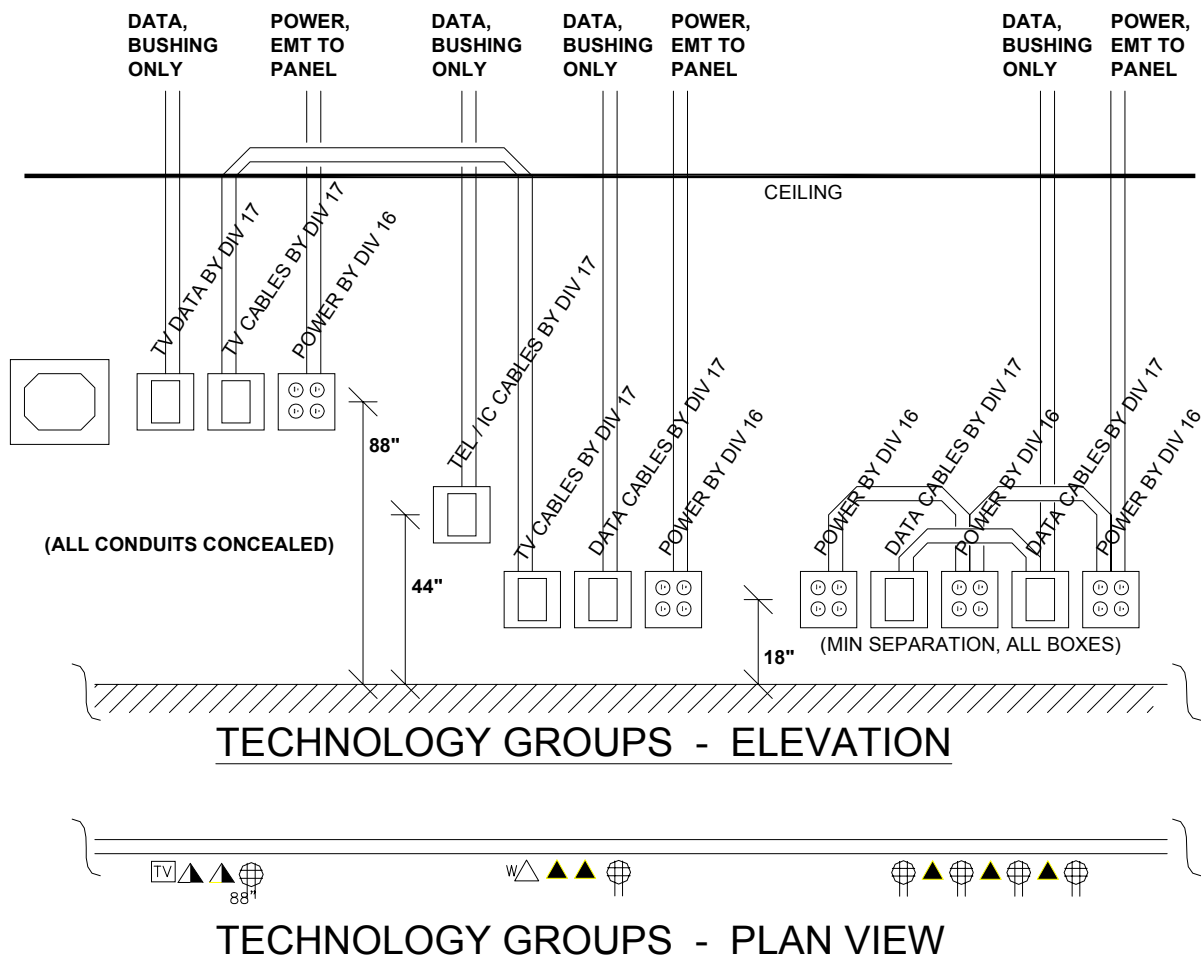 DATA,
BUSHING
ONLY
POWER,
EMT TO
PANEL
DATA,
BUSHING
ONLY
DATA,
BUSHING
ONLY
POWER,
EMT TO
PANEL
DATA,
BUSHING
ONLY
POWER,
EMT TO
PANEL
CEILING
TV DATA BY DIV 17
TV CABLES BY DIV 17
POWER BY DIV 16
TEL / IC CABLES BY DIV 17
TV CABLES BY DIV 17
DATA CABLES BY DIV 17
POWER BY DIV 16
POWER BY DIV 16
DATA CABLES BY DIV 17
POWER BY DIV 16
DATA CABLES BY DIV 17
POWER BY DIV 16
88"
(ALL CONDUITS CONCEALED)
44"
18"
(MIN SEPARATION, ALL BOXES)
TECHNOLOGY GROUPS - ELEVATION
TV
88"
W
TECHNOLOGY GROUPS - PLAN VIEW